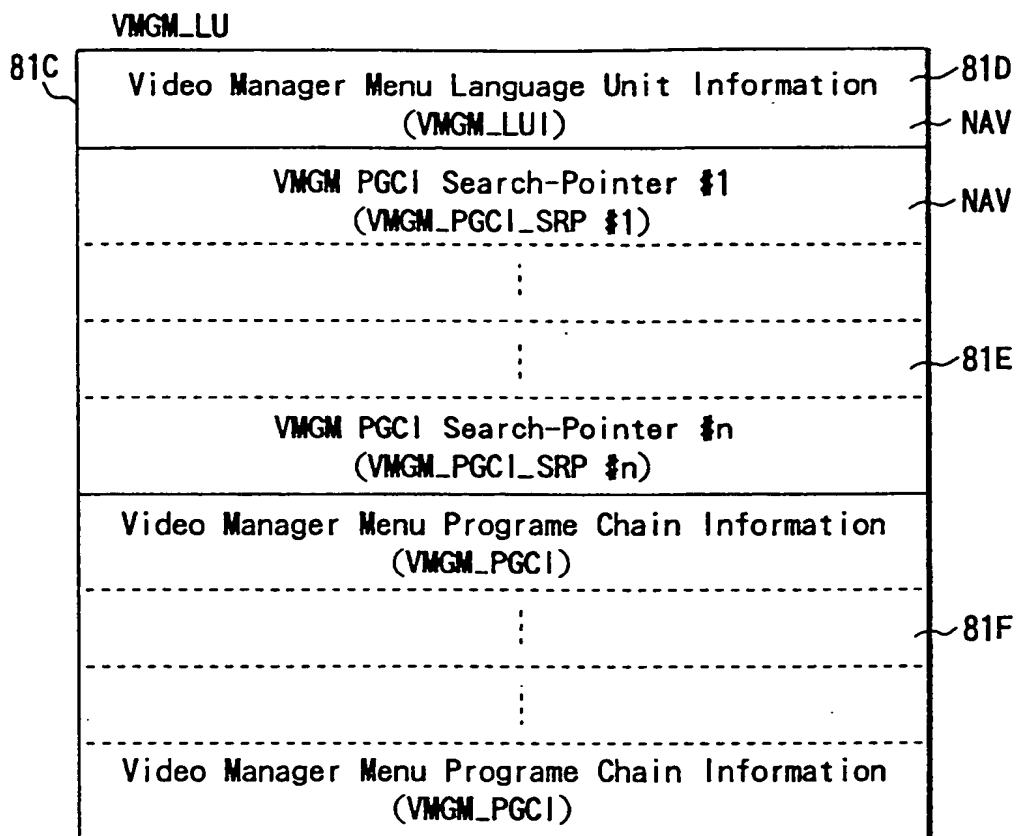 VMGM_LU
81C
Video Manager Menu Language Unit Information
(VMGM_LUI)
81D
NAV
VMGM PGCI Search-Pointer #1
(VMGM_PGCI_SRP #1)
NAV
81E
VMGM PGCI Search-Pointer #n
(VMGM_PGCI_SRP #n)
Video Manager Menu Programe Chain Information
(VMGM_PGCI)
81F
Video Manager Menu Programe Chain Information
(VMGM_PGCI)